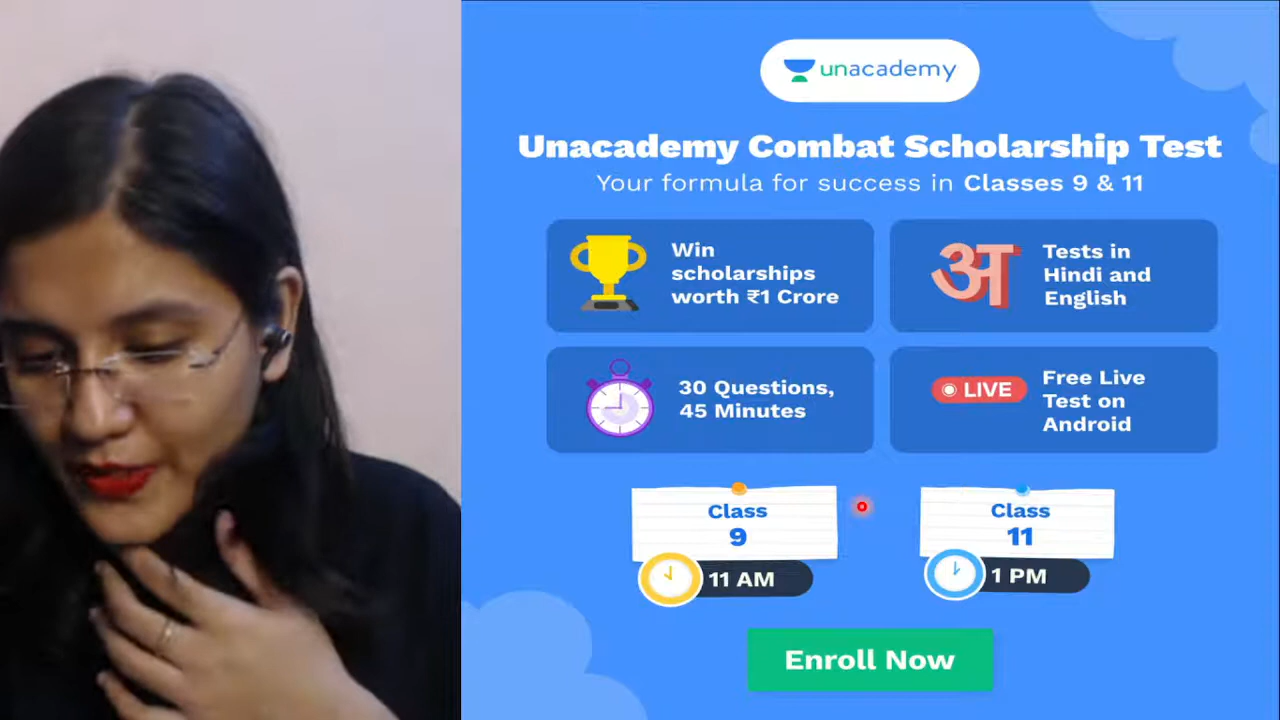 unacademy
Unacademy Combat Scholarship Test
Your formula for success in Classes 9 & 11
Win
scholarships
worth ₹1 Crore
अ
Tests in
Hindi and
English
30 Questions,
45 Minutes
LIVE
Free Live
Test on
Android
Class
9
11 AM
Class
11
1 PM
Enroll Now